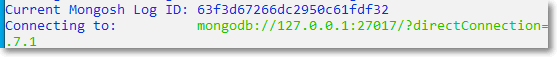 Current Mongosh Log ID: 63f3d67266dc2950c61fdf32
Connecting to: mongodb://127.0.0.1:27017/?directConnection=
.7.1